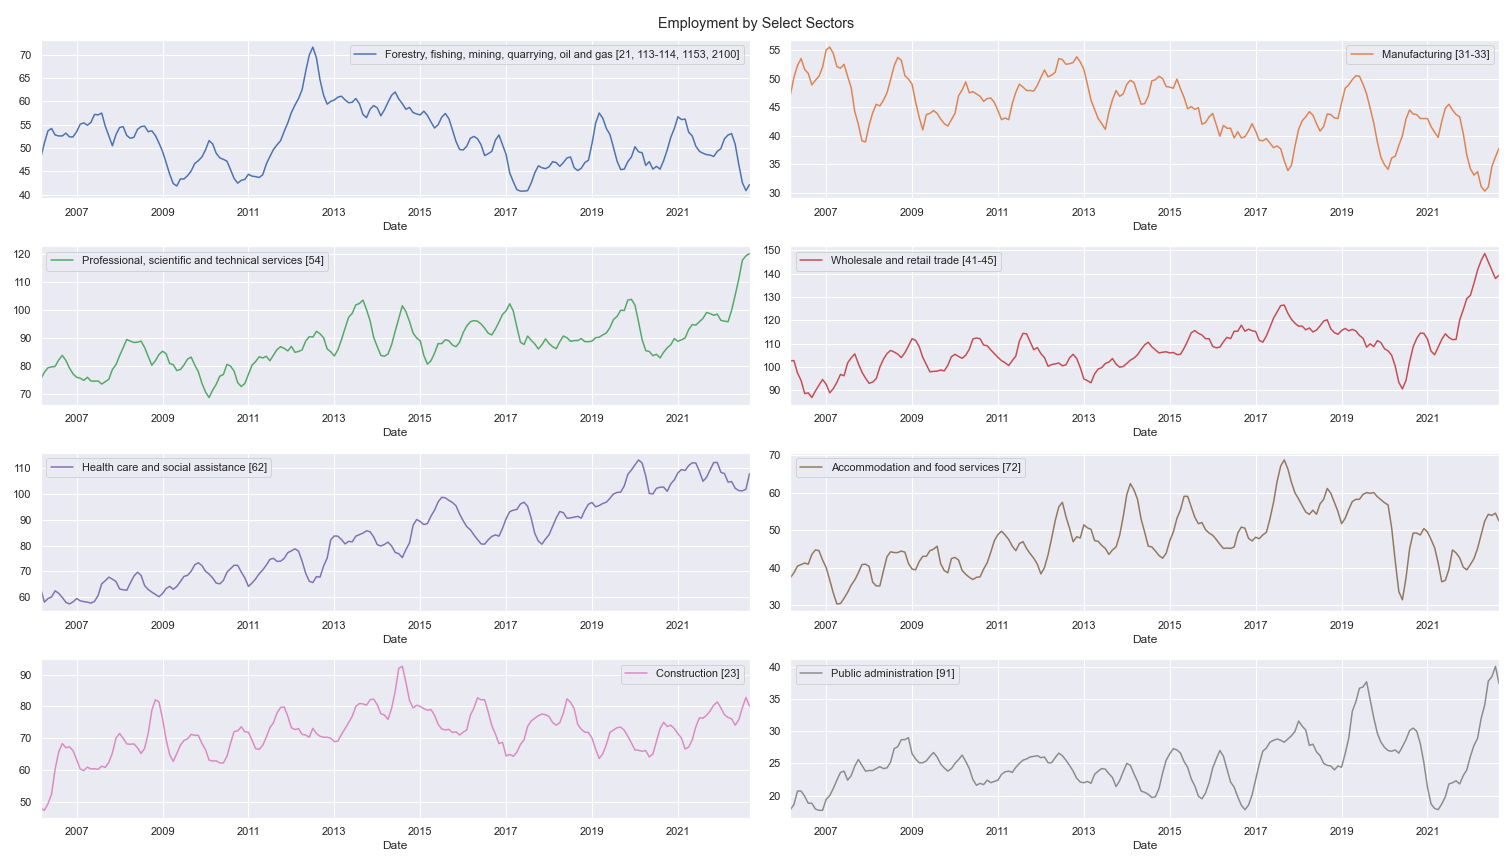 Employment by Select Sectors
Forestry, fishing, mining, quarrying, oil and gas [21, 113-114, 1153, 2100]
70
65
60
55
50
45
40
2007 2009 2011 2013 2015 2017 2019 2021
Date
Manufacturing [31-33]
55
50
45
40
35
30
2007 2009 2011 2013 2015 2017 2019 2021
Date
Professional, scientific and technical services [54]
120
110
100
90
80
70
2007 2009 2011 2013 2015 2017 2019 2021
Date
Wholesale and retail trade [41-45]
150
140
130
120
110
100
90
2007 2009 2011 2013 2015 2017 2019 2021
Date
Health care and social assistance [62]
110
100
90
80
70
60
2007 2009 2011 2013 2015 2017 2019 2021
Date
Accommodation and food services [72]
70
60
50
40
30
2007 2009 2011 2013 2015 2017 2019 2021
Date
Construction [23]
90
80
70
60
50
2007 2009 2011 2013 2015 2017 2019 2021
Date
Public administration [91]
40
35
30
25
20
2007 2009 2011 2013 2015 2017 2019 2021
Date